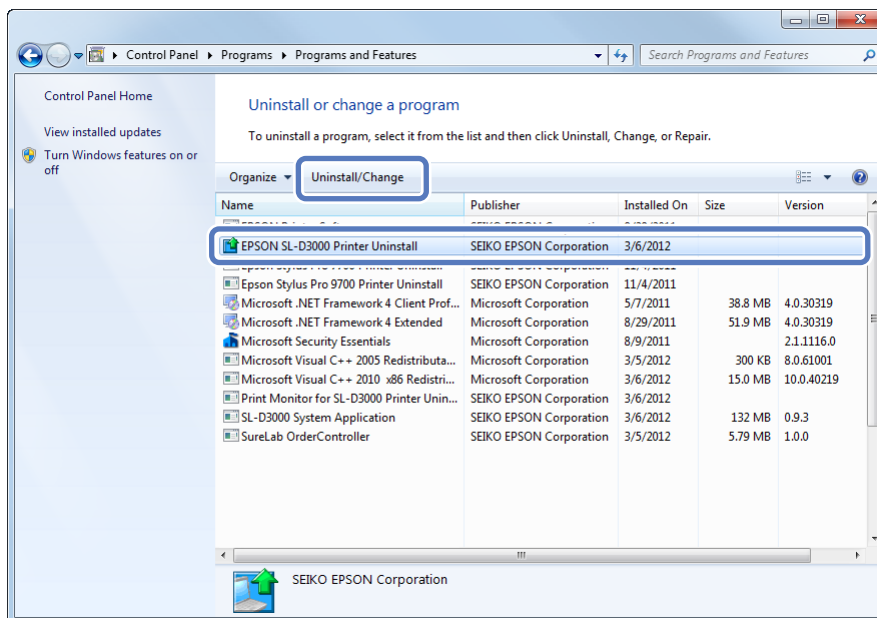 Control Panel Programs Programs and Features Search Programs and Features
Control Panel Home
View installed updates
Turn Windows features on or
off
Uninstall or change a program
To uninstall a program, select it from the list and then click Uninstall, Change, or Repair.
Organize Uninstall/Change
Name Publisher Installed On Size Version
EPSON SL-D3000 Printer Uninstall SEIKO EPSON Corporation 3/6/2012
Epson Stylus Pro 9700 Printer Uninstall SEIKO EPSON Corporation 11/4/2011
Microsoft .NET Framework 4 Client Prof... Microsoft Corporation 5/7/2011 38.8 MB 4.0.30319
Microsoft .NET Framework 4 Extended Microsoft Corporation 8/29/2011 51.9 MB 4.0.30319
Microsoft Security Essentials Microsoft Corporation 8/9/2011 2.1.1116.0
Microsoft Visual C++ 2005 Redistributa... Microsoft Corporation 3/5/2012 300 KB 8.0.61001
Microsoft Visual C++ 2010 x86 Redistri... Microsoft Corporation 3/6/2012 15.0 MB 10.0.40219
Print Monitor for SL-D3000 Printer Unin... SEIKO EPSON Corporation 3/6/2012
SL-D3000 System Application SEIKO EPSON Corporation 3/6/2012 132 MB 0.9.3
SureLab OrderController SEIKO EPSON Corporation 3/5/2012 5.79 MB 1.0.0
SEIKO EPSON Corporation